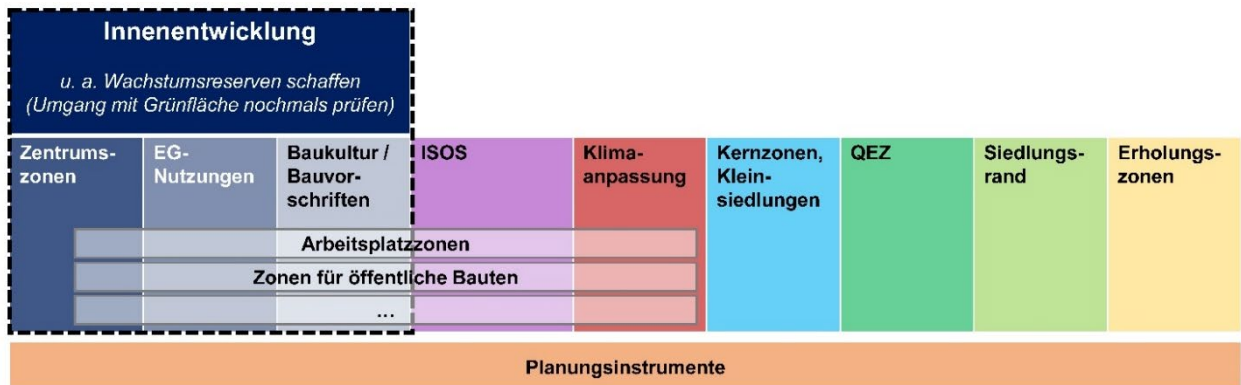 Innenentwicklung
u. a. Wachstumsreserven schaffen
(Umgang mit Grünfläche nochmals prüfen)
Zentrums-
zonen
EG-
Nutzungen
Baukultur /
Bauvor-
schriften
ISOS
Klima-
anpassung
Kernzonen,
Klein-
siedlungen
QEZ
Siedlungs-
rand
Erholungs-
zonen
Arbeitsplatzzonen
Zonen für öffentliche Bauten
...
Planungsinstrumente